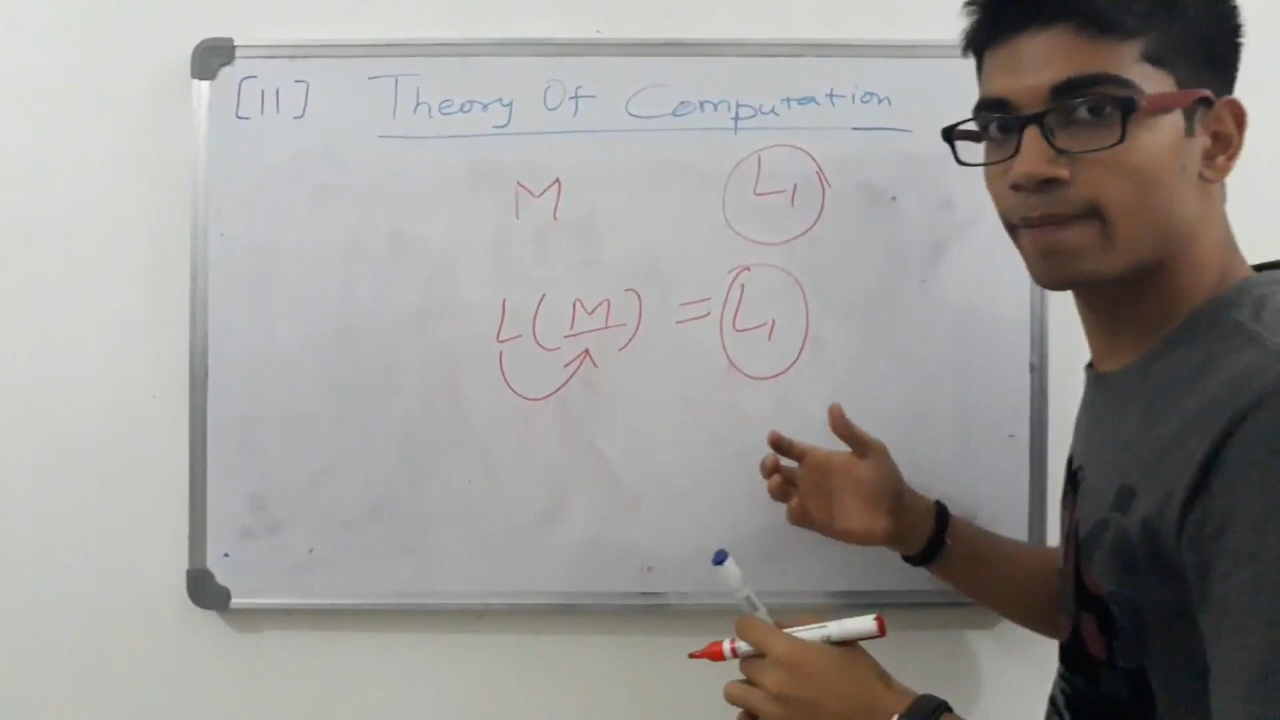 [11] Theory Of Computation
M L₁
L(M) = L₁